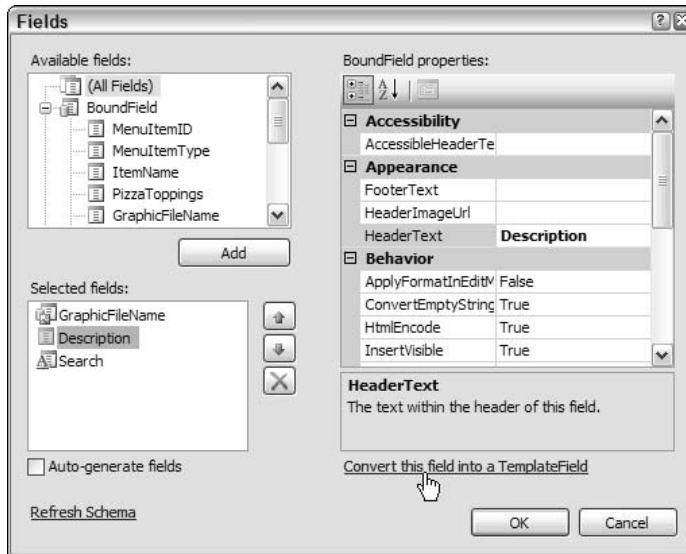 Fields
Available fields:
(All Fields)
BoundField
MenuItemID
MenuItemType
ItemName
PizzaToppings
GraphicFileName
Add
Selected fields:
GraphicFileName
Description
Search
Auto-generate fields
Refresh Schema
BoundField properties:
Accessibility
AccessibleHeaderTe
Appearance
FooterText
HeaderImageUrl
HeaderText Description
Behavior
ApplyFormatInEditM False
ConvertEmptyString True
HtmlEncode True
InsertVisible True
HeaderText
The text within the header of this field.
Convert this field into a TemplateField
OK Cancel